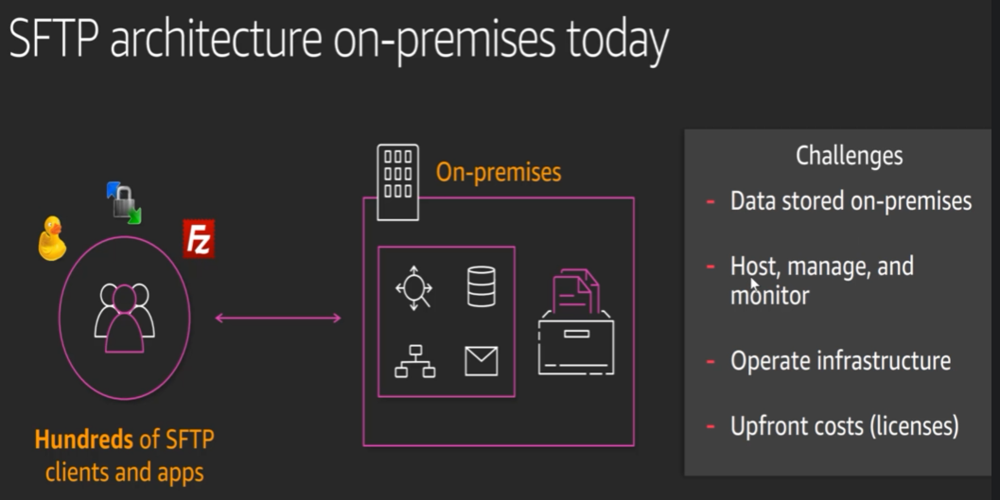 SFTP architecture on-premises today
On-premises
Fz
Hundreds of SFTP
clients and apps
Challenges
- Data stored on-premises
- Host, manage, and
monitor
- Operate infrastructure
- Upfront costs (licenses)